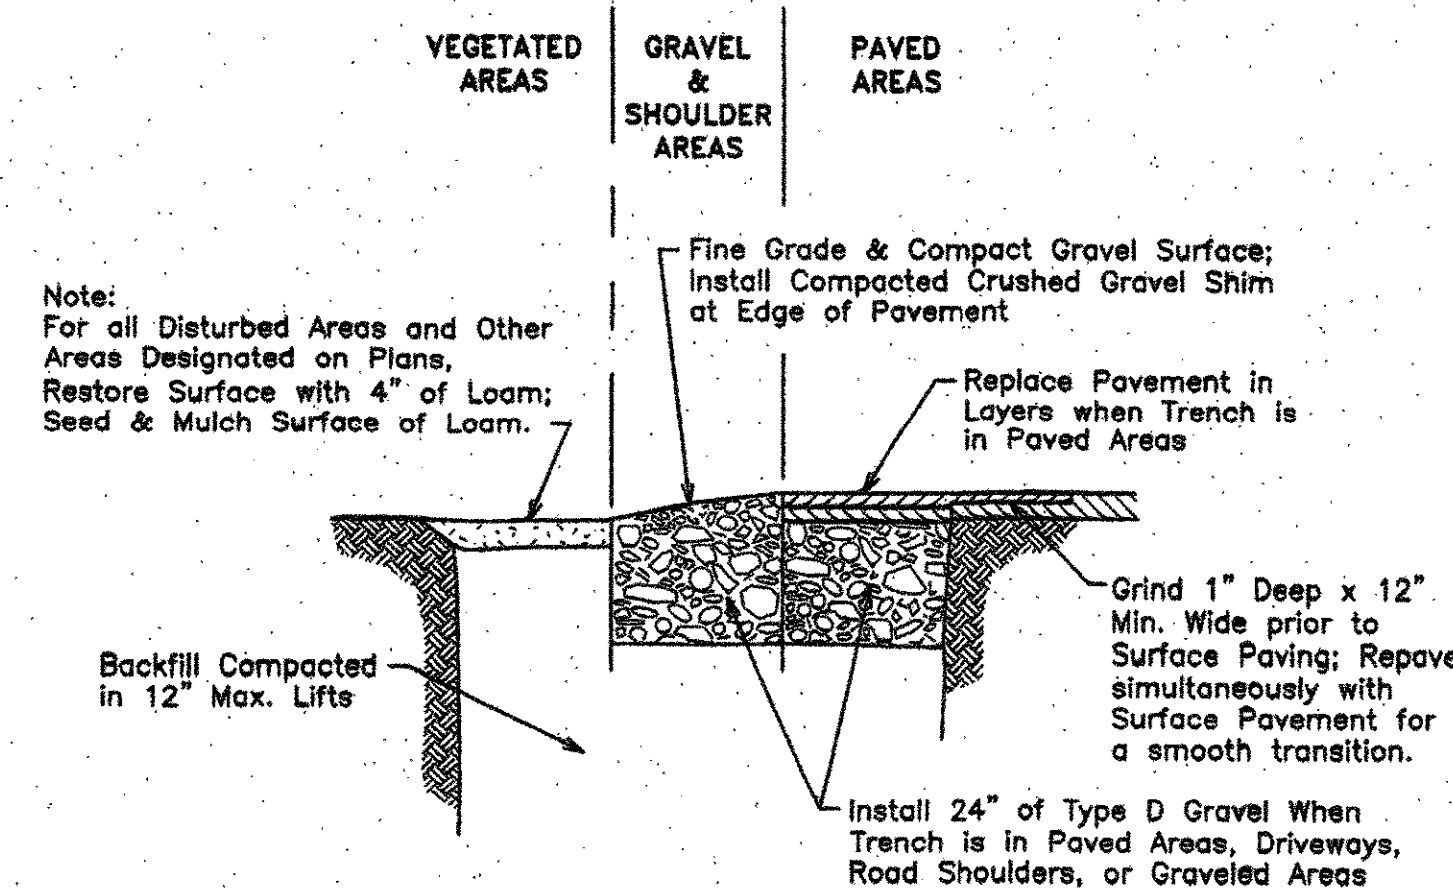 VEGETATED
AREAS
GRAVEL
&
SHOULDER
AREAS
PAVED
AREAS
Fine Grade & Compact Gravel Surface;
Install Compacted Crushed Gravel Shim
at Edge of Pavement
Note:
For all Disturbed Areas and Other
Areas Designated on Plans,
Restore Surface with 4" of Loam;
Seed & Mulch Surface of Loam.
Replace Pavement in
Layers when Trench is
in Paved Areas
Grind 1" Deep x 12"
Min. Wide prior to
Surface Paving; Repave
simultaneously with
Surface Pavement for
a smooth transition.
Backfill Compacted
in 12" Max. Lifts
Install 24" of Type D Gravel When
Trench is in Paved Areas, Driveways,
Road Shoulders, or Graveled Areas